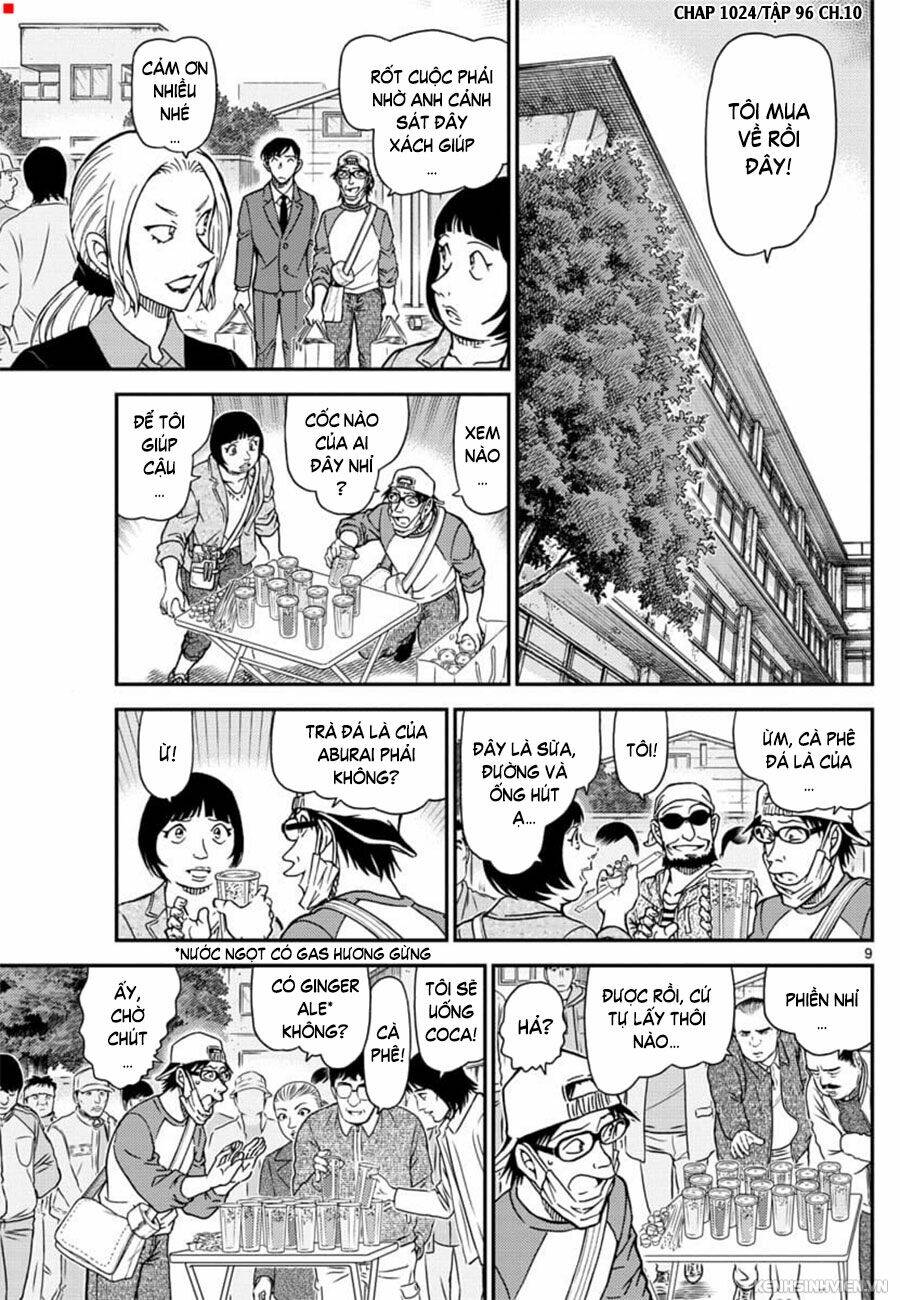 CHAP 1024/TẬP 96 CH.10
TÔI MUA
VỀ RỒI
ĐÂY!
RỐT CUỘC PHẢI
NHỜ ANH CẢNH
SÁT ĐÂY
XÁCH GIÚP
...
CẢM ƠN
NHIỀU
NHÉ
...
XEM
NÀO
...
CỐC NÀO
CỦA AI
ĐÂY NHỈ
?
ĐỂ TÔI
GIÚP
CẬU
...
ỪM, CÀ PHÊ
ĐÁ LÀ CỦA
...
TÔI!
ĐÂY LÀ SỮA,
ĐƯỜNG VÀ
ỐNG HÚT
Ạ...
TRÀ ĐÁ LÀ CỦA
ABURAI PHẢI
KHÔNG?
Ừ!
9
*NƯỚC NGỌT CÓ GAS HƯƠNG GỪNG
PHIỀN NHỈ
...
ĐƯỢC RỒI, CỨ
TỰ LẤY THÔI
NÀO...
HẢ?
TÔI SẼ
UỐNG
COCA!
CÀ
PHÊ!
CÓ GINGER
ALE*
KHÔNG?
ẤY,
CHỜ
CHÚT
...
KENHSINHVIEN.VN